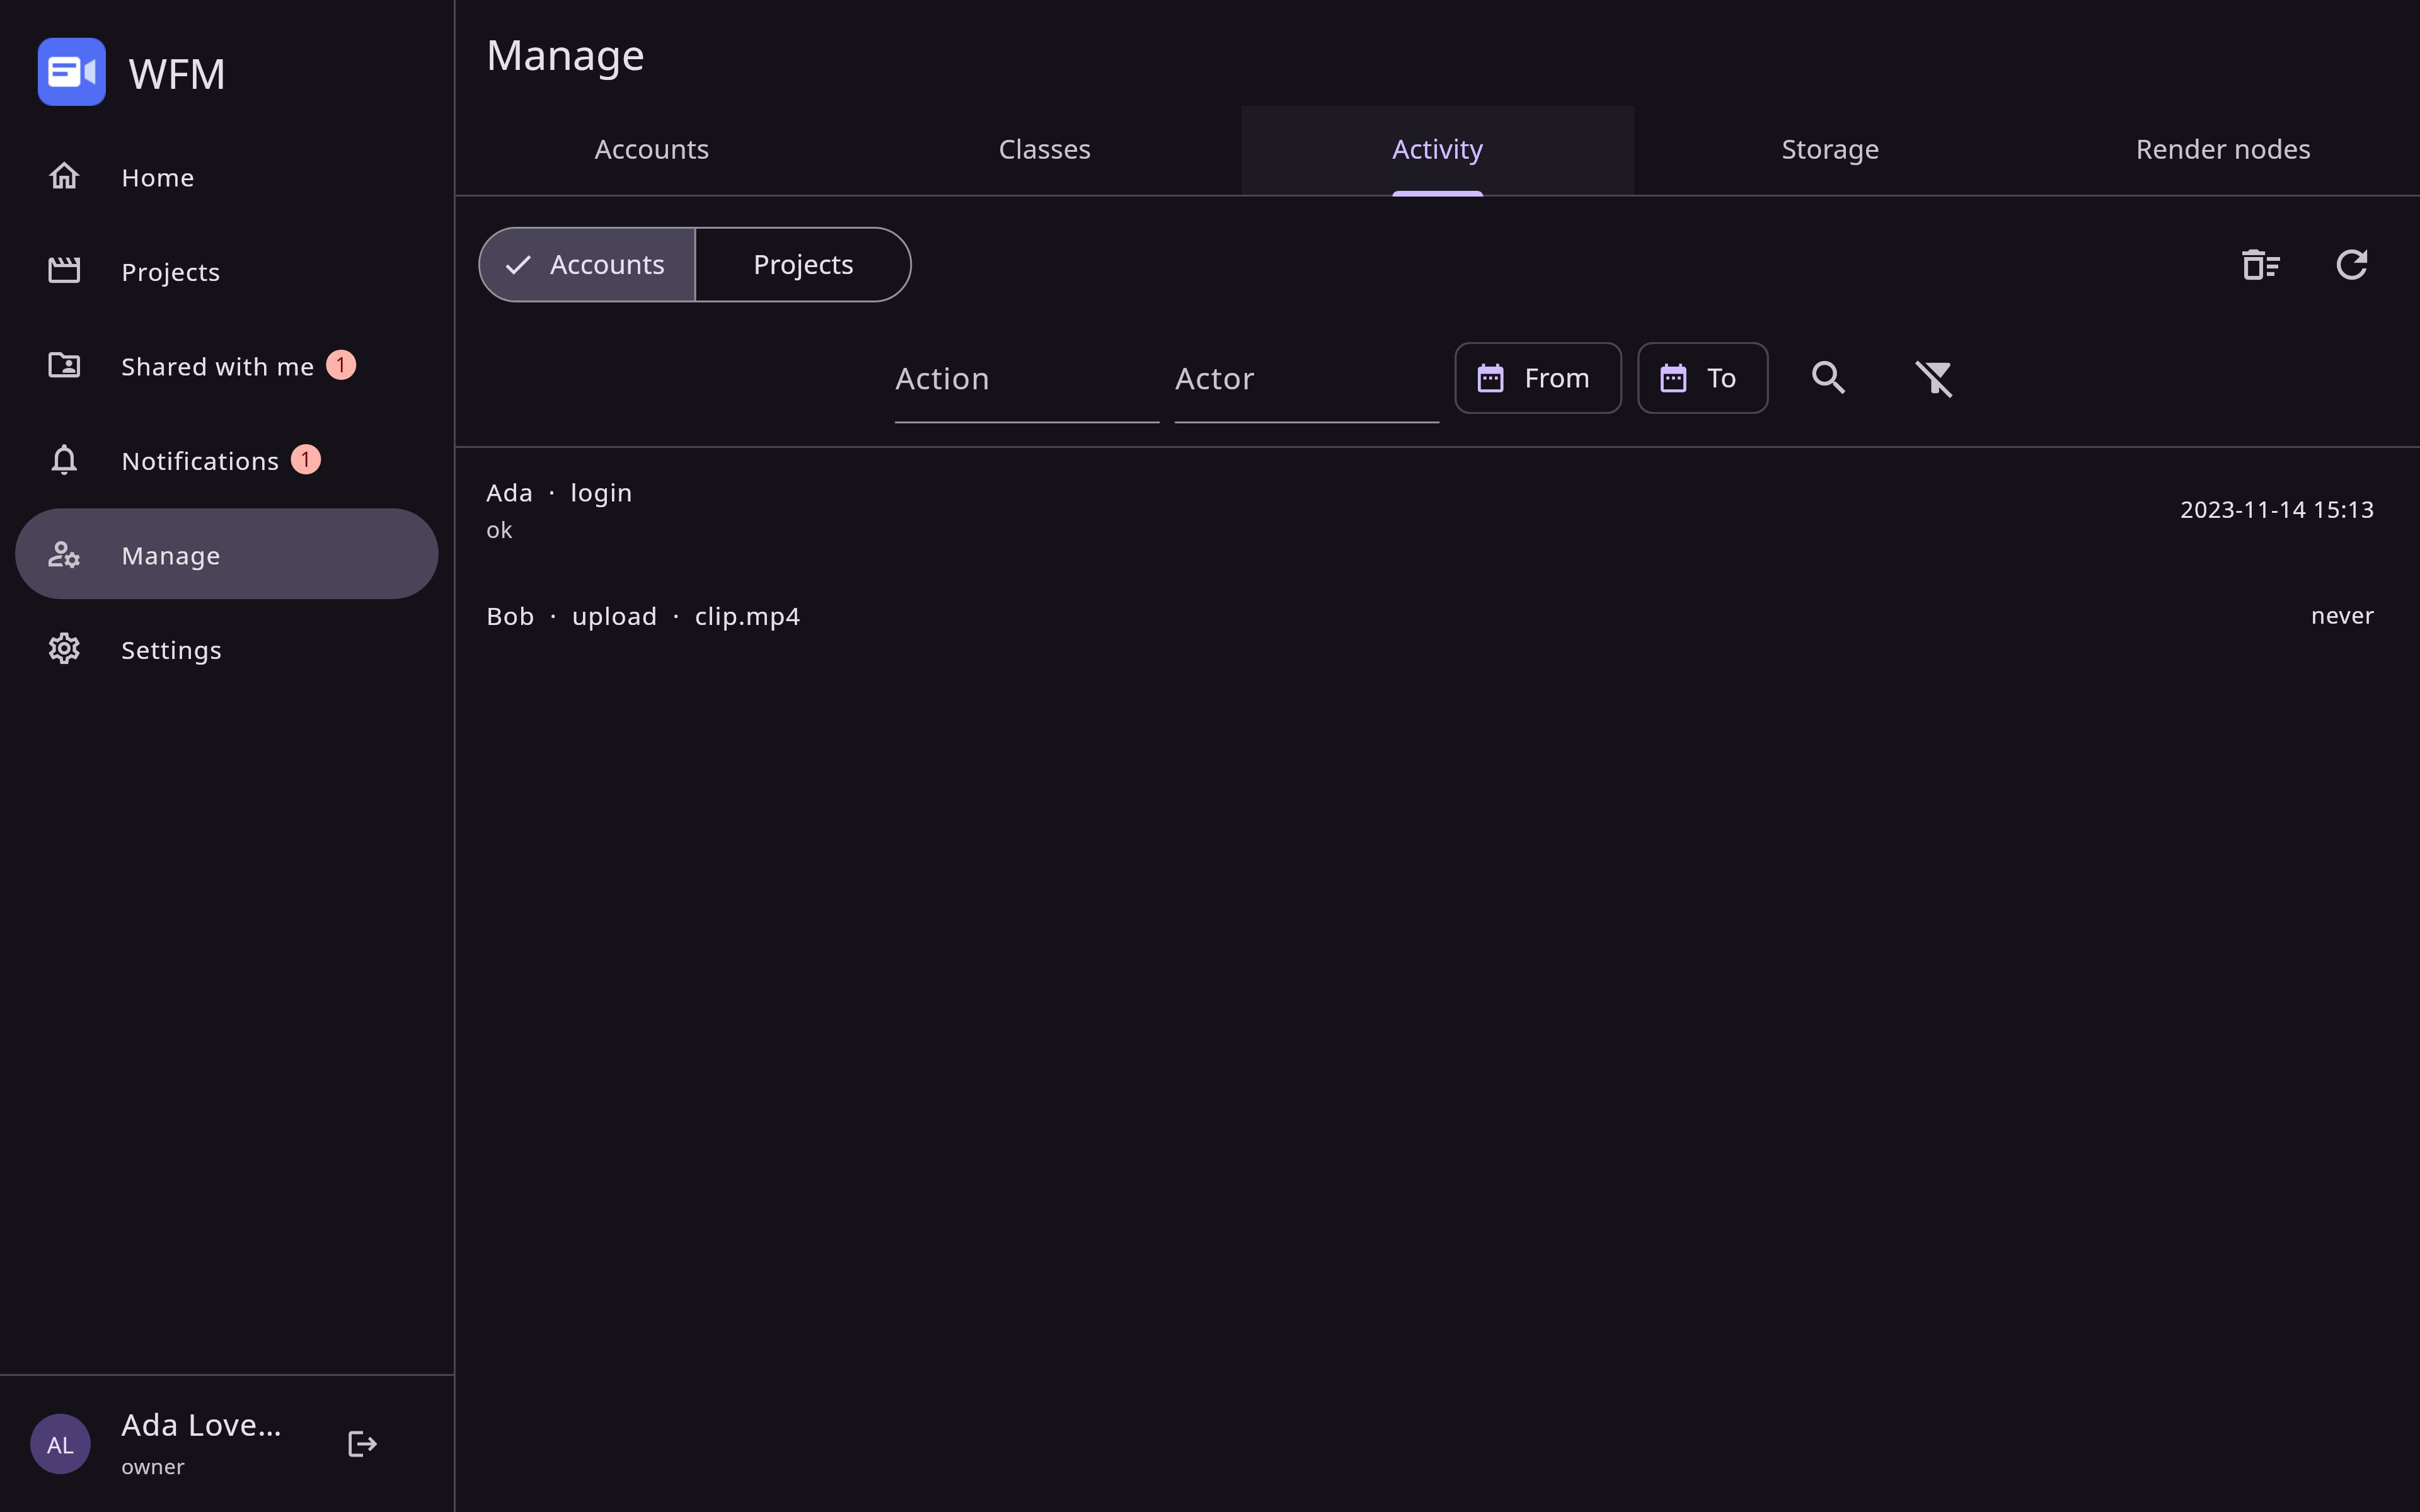 WFM
Home
Projects
Shared with me 1
Notifications 1
Manage
Settings
AL
Ada Love...
owner
Manage
Accounts
Classes
Activity
Storage
Render nodes
Accounts
Projects
Action
Actor
From
To
Ada · login
ok
2023-11-14 15:13
Bob · upload · clip.mp4
never